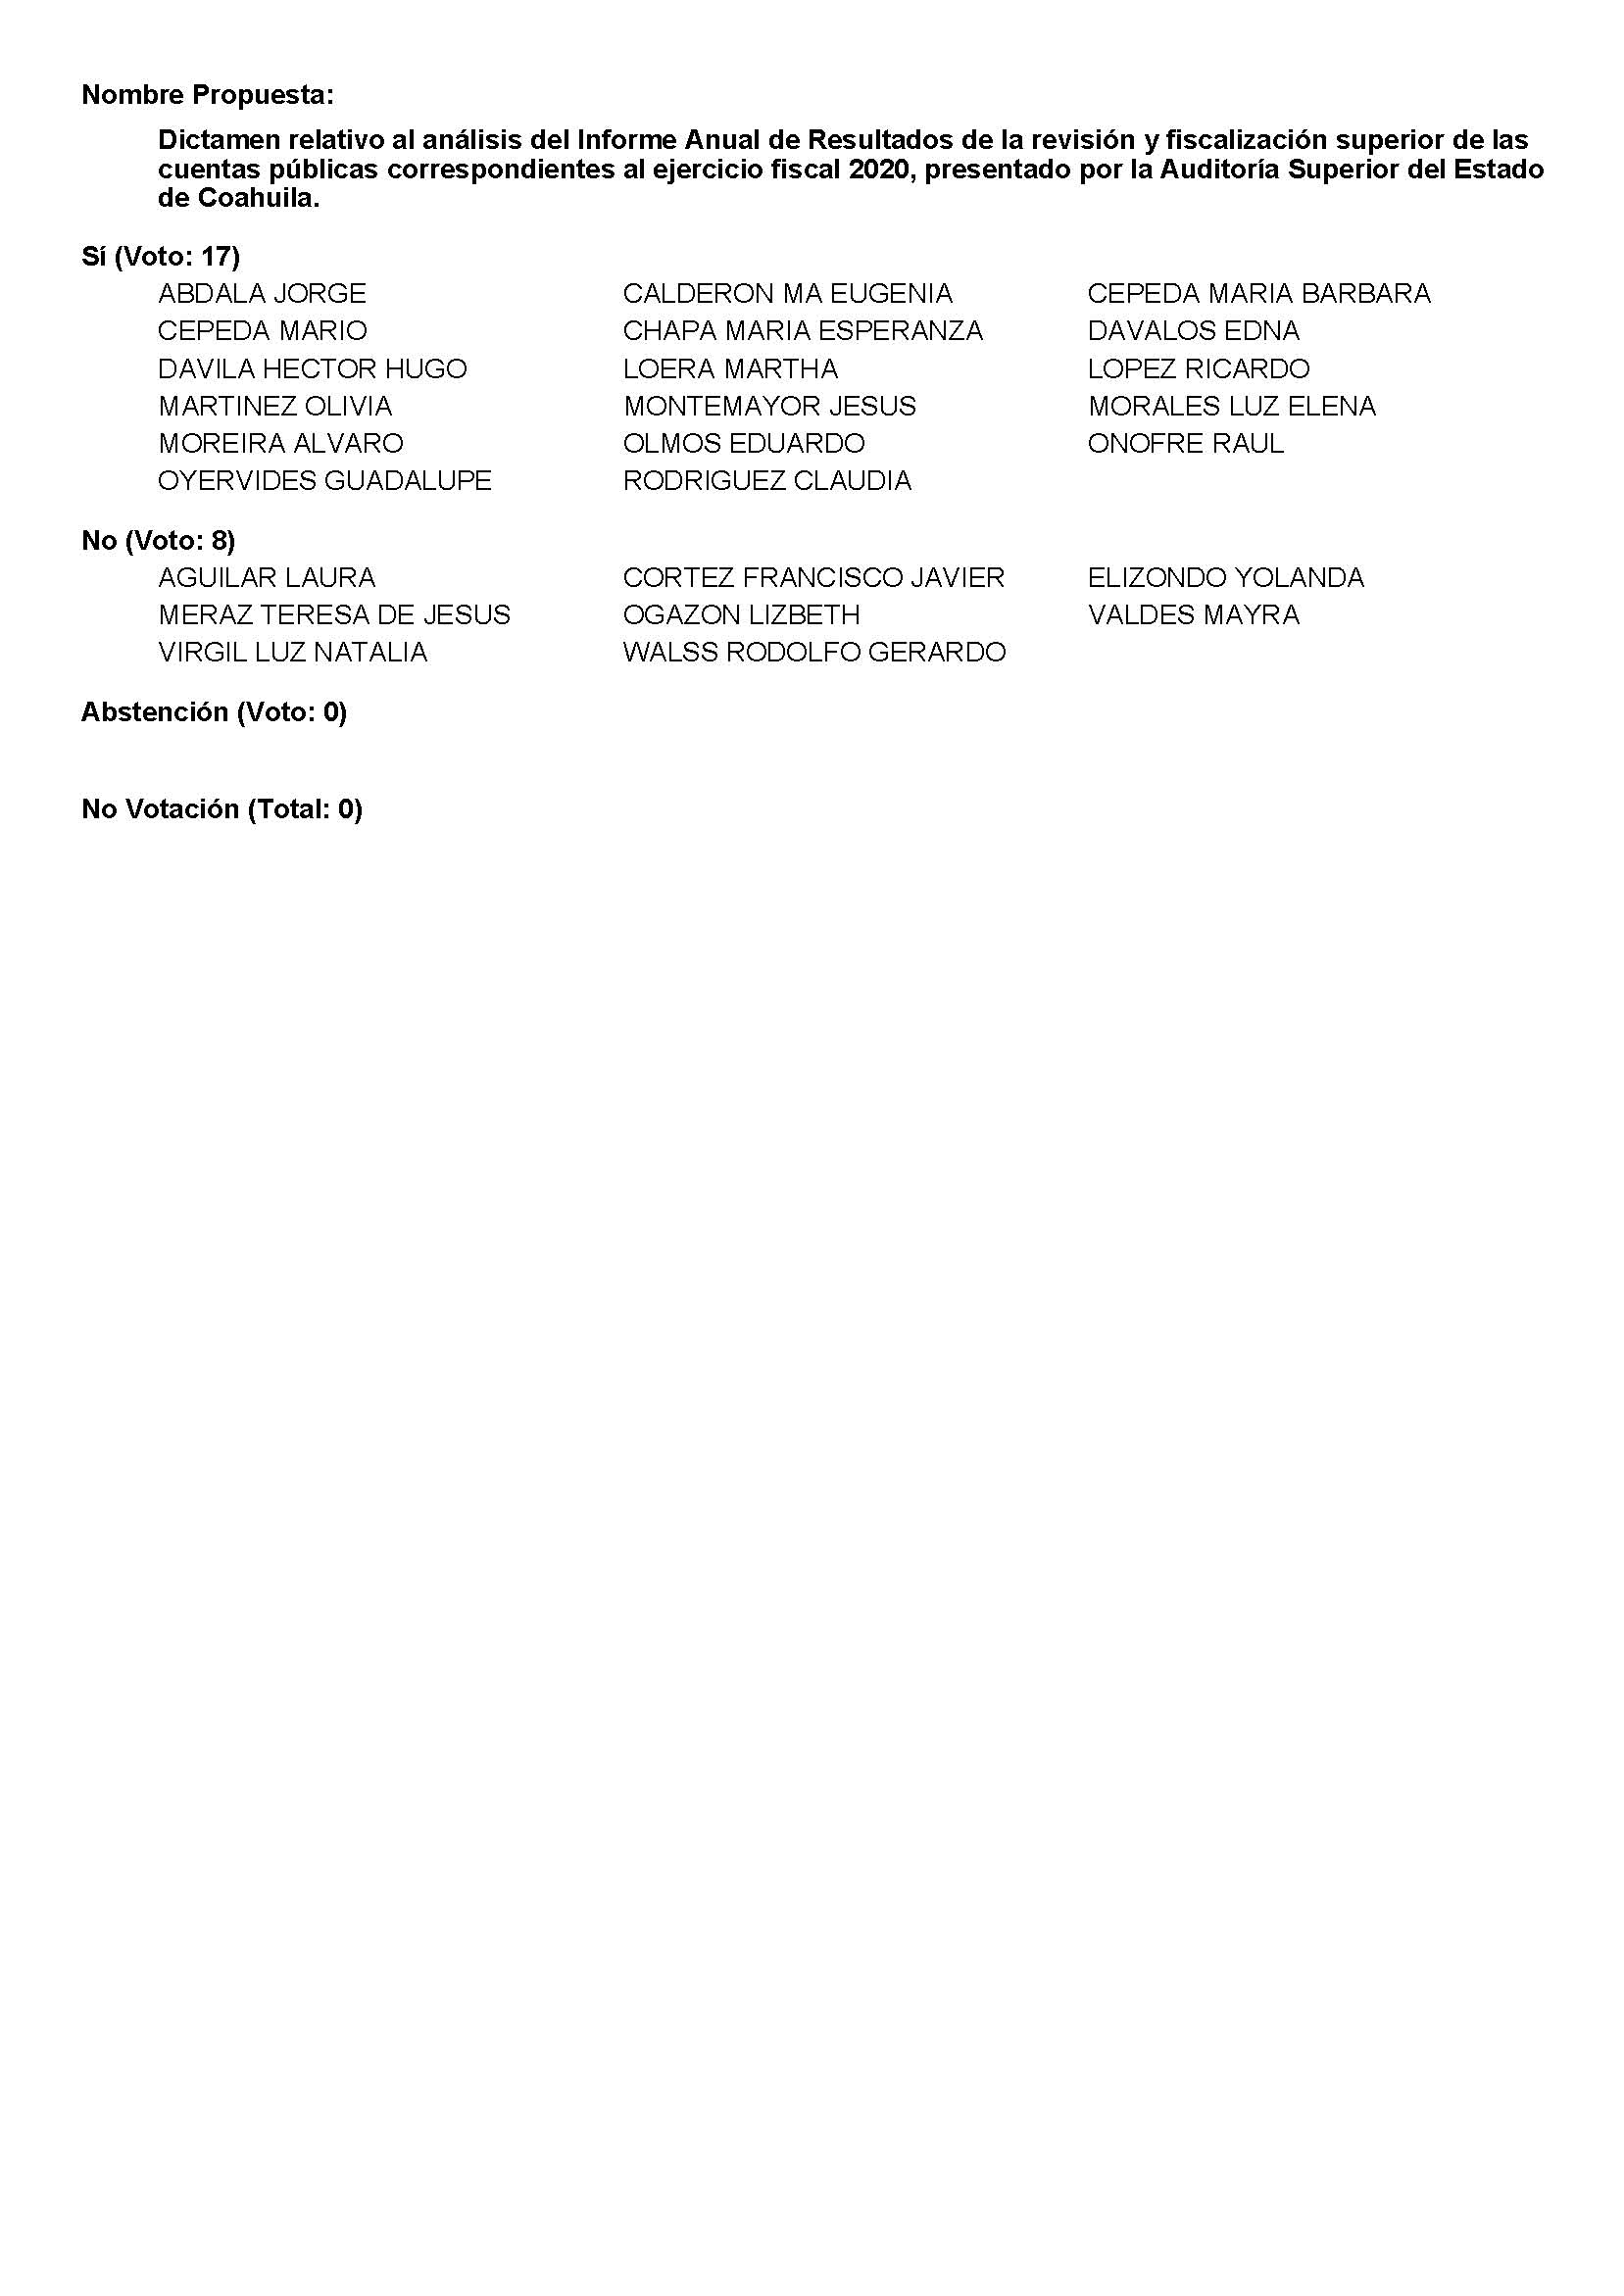 Nombre Propuesta:
Dictamen relativo al análisis del Informe Anual de Resultados de la revisión y fiscalización superior de las
cuentas públicas correspondientes al ejercicio fiscal 2020, presentado por la Auditoría Superior del Estado
de Coahuila.
Sí (Voto: 17)
ABDALA JORGE CALDERON MA EUGENIA CEPEDA MARIA BARBARA
CEPEDA MARIO CHAPA MARIA ESPERANZA DAVALOS EDNA
DAVILA HECTOR HUGO LOERA MARTHA LOPEZ RICARDO
MARTINEZ OLIVIA MONTEMAYOR JESUS MORALES LUZ ELENA
MOREIRA ALVARO OLMOS EDUARDO ONOFRE RAUL
OYERVIDES GUADALUPE RODRIGUEZ CLAUDIA
No (Voto: 8)
AGUILAR LAURA CORTEZ FRANCISCO JAVIER ELIZONDO YOLANDA
MERAZ TERESA DE JESUS OGAZON LIZBETH VALDES MAYRA
VIRGIL LUZ NATALIA WALSS RODOLFO GERARDO
Abstención (Voto: 0)
No Votación (Total: 0)